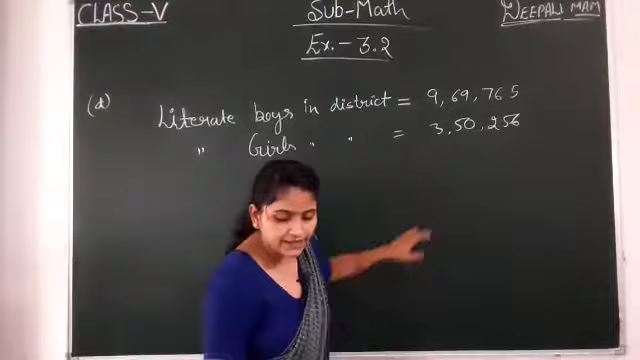 CLASS-V
Sub-Math
DEEPALI MAM
Ex.- 3.2
(d) Literate boys in district = 9,69,765
" Girls " " = 3,50,256